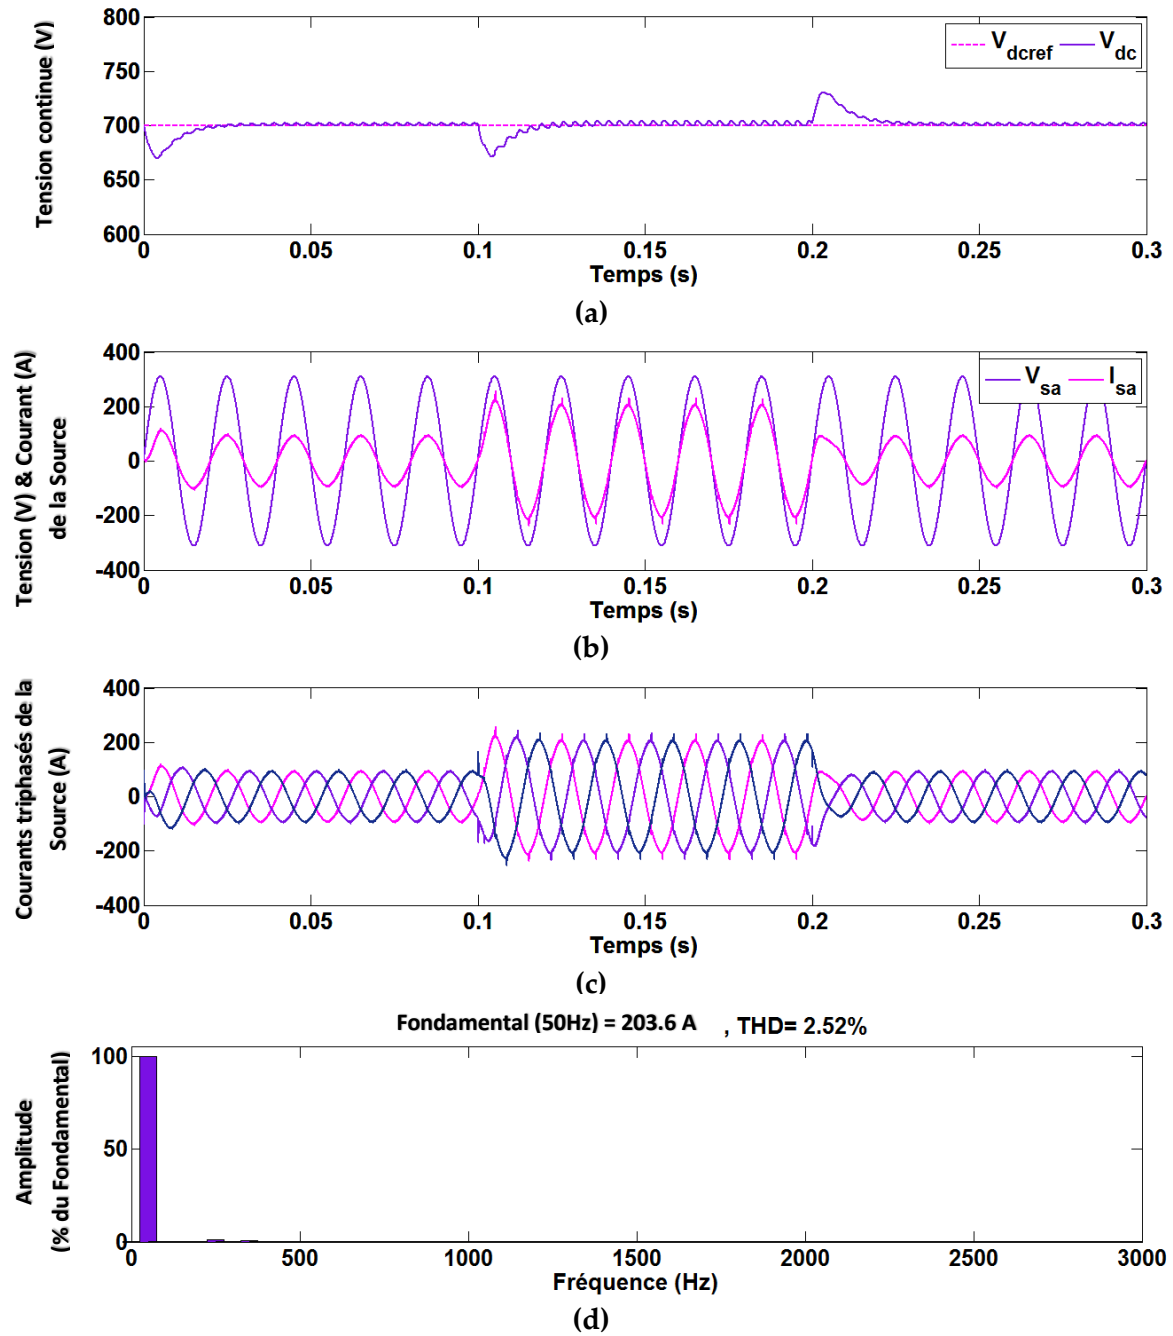 Tension continue (V)
800
750
700
650
600
V dcref V dc
0 0.05 0.1 0.15 0.2 0.25 0.3
Temps (s)
(a)
Tension (V) & Courant (A)
de la Source
400
200
0
-200
-400
V sa I sa
0 0.05 0.1 0.15 0.2 0.25 0.3
Temps (s)
(b)
Courants triphasés de la
Source (A)
400
200
0
-200
-400
0 0.05 0.1 0.15 0.2 0.25 0.3
Temps (s)
(c)
Fondamental (50Hz) = 203.6 A , THD= 2.52%
Amplitude
(% du Fondamental)
100
50
0
0 500 1000 1500 2000 2500 3000
Fréquence (Hz)
(d)